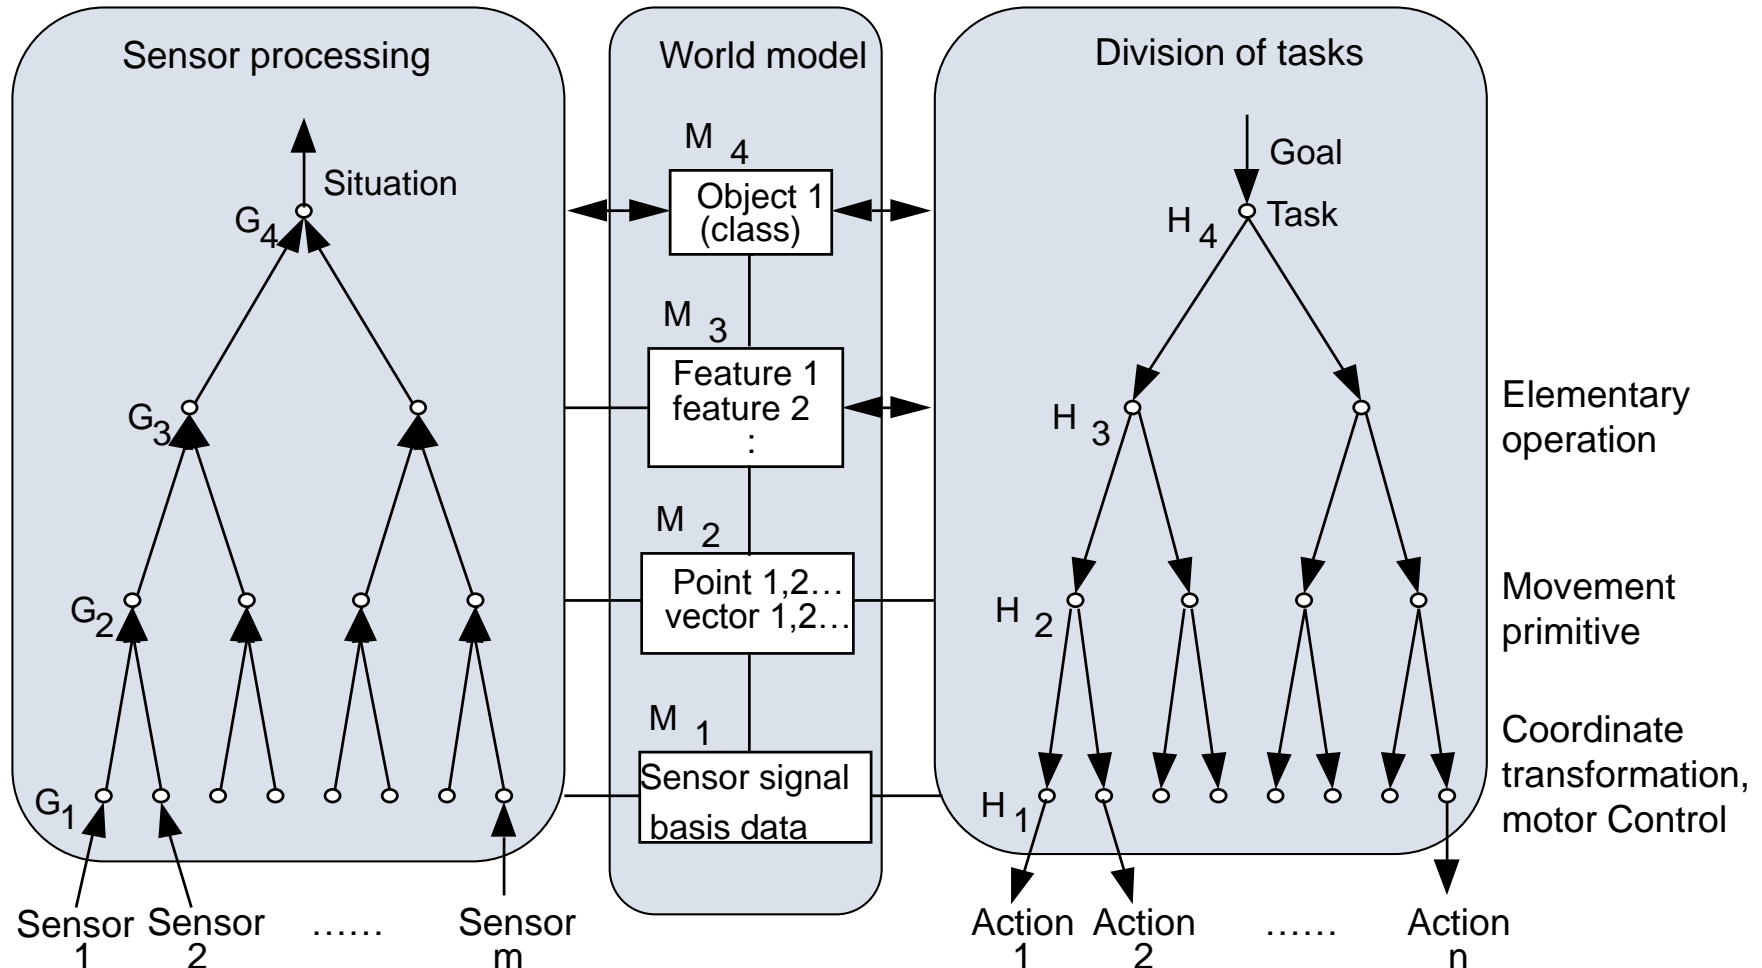 Sensor processing
Situation
G4
G3
G2
G1
Sensor 1
Sensor 2
......
Sensor m
World model
M 4
Object 1
(class)
M 3
Feature 1
feature 2
:
M 2
Point 1,2...
vector 1,2...
M 1
Sensor signal
basis data
Division of tasks
Goal
H 4
Task
H 3
H 2
H 1
Action 1
Action 2
......
Action n
Elementary
operation
Movement
primitive
Coordinate
transformation,
motor Control